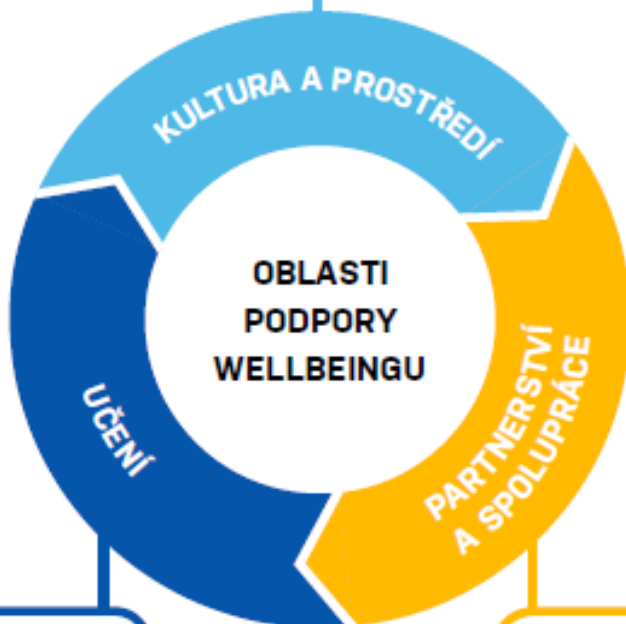 KULTURA A PROSTŘEDÍ
OBLASTI
PODPORY
WELLBEINGU
UČENÍ
PARTNERSTVÍ
A SPOLUPRÁCE